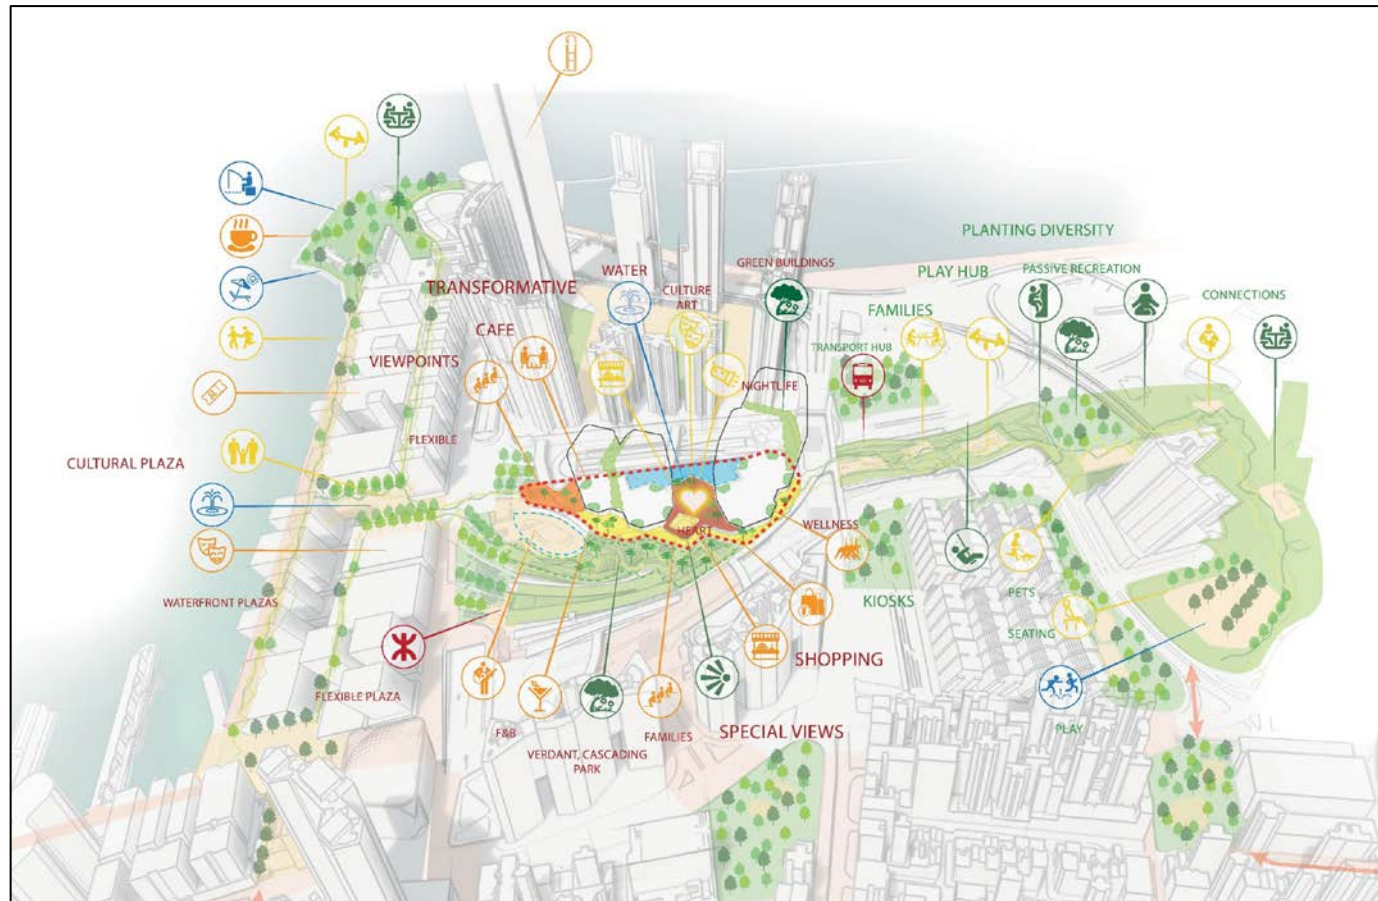 PLANTING DIVERSITY
WATER
GREEN BUILDINGS
PLAY HUB
PASSIVE RECREATION
TRANSFORMATIVE
CULTURE
ART
CONNECTIONS
FAMILIES
CAFE
TRANSPORT HUB
VIEWPOINTS
NIGHTLIFE
FLEXIBLE
CULTURAL PLAZA
HEART
WELLNESS
WATERFRONT PLAZAS
KIOSKS
PETS
SEATING
SHOPPING
FLEXIBLE PLAZA
F&B
VERDANT, CASCADING
PARK
FAMILIES
SPECIAL VIEWS
PLAY